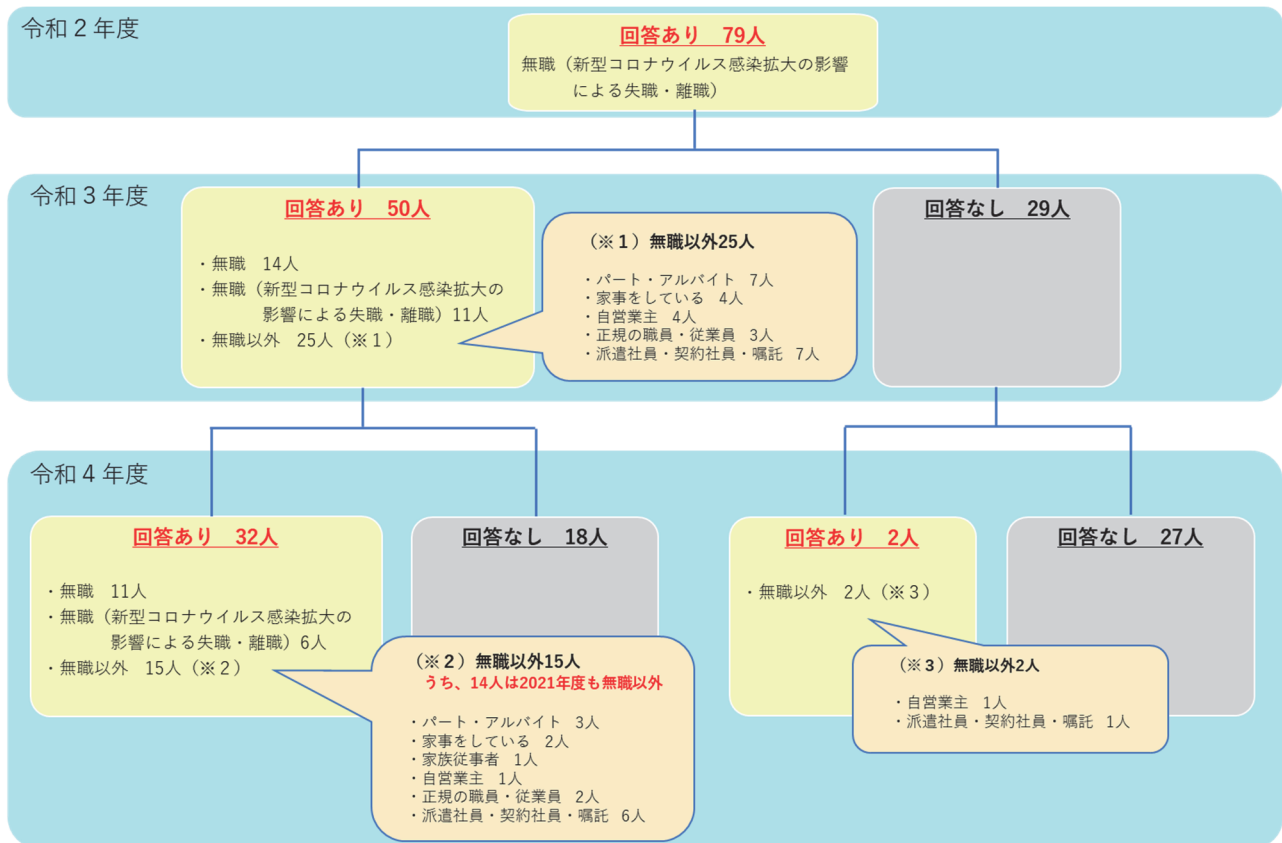 令和２年度
回答あり　79人
無職（新型コロナウイルス感染拡大の影響
による失職・離職）
令和３年度
回答あり　50人
・無職　14人
・無職（新型コロナウイルス感染拡大の
影響による失職・離職）11人
・無職以外　25人（※１）
（※１）無職以外25人
・パート・アルバイト　7人
・家事をしている　4人
・自営業主　4人
・正規の職員・従業員　3人
・派遣社員・契約社員・嘱託　7人
回答なし　29人
令和４年度
回答あり　32人
・無職　11人
・無職（新型コロナウイルス感染拡大の
影響による失職・離職）6人
・無職以外　15人（※２）
回答なし　18人
（※２）無職以外15人
うち、14人は2021年度も無職以外
・パート・アルバイト　3人
・家事をしている　2人
・家族従事者　1人
・自営業主　1人
・正規の職員・従業員　2人
・派遣社員・契約社員・嘱託　6人
回答あり　2人
・無職以外　2人（※３）
（※３）無職以外2人
・自営業主　1人
・派遣社員・契約社員・嘱託　1人
回答なし　27人